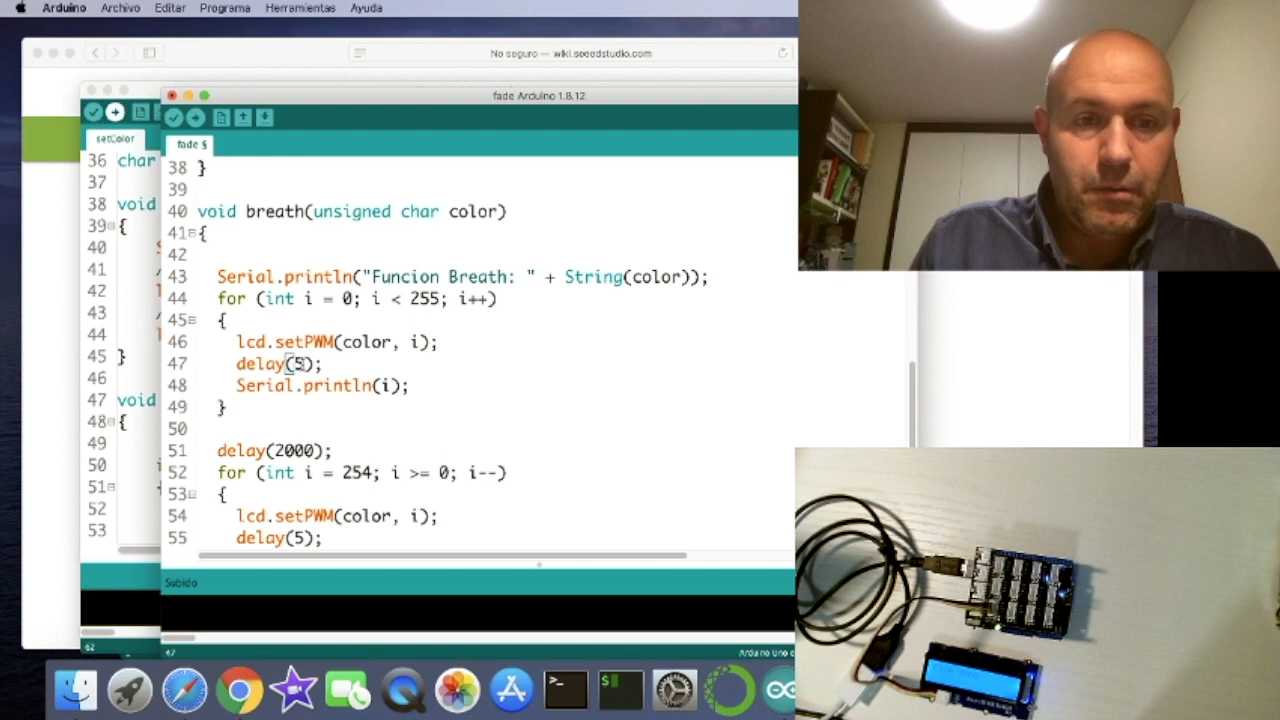 Arduino Archivo Editar Programa Herramientas Ayuda
No seguro — wiki.seeedstudio.com
fade Arduino 1.8.12
setColor
fade §
36 char
37
38 void
39 {
40
41 /
42
43 /
44
45 }
46
47 void
48 {
49
50
51 {
52
53
38 }
39
40 void breath(unsigned char color)
41 {
42
43 Serial.println("Funcion Breath: " + String(color));
44 for (int i = 0; i < 255; i++)
45 {
46 lcd.setPWM(color, i);
47 delay(5);
48 Serial.println(i);
49 }
50
51 delay(2000);
52 for (int i = 254; i >= 0; i--)
53 {
54 lcd.setPWM(color, i);
55 delay(5);
Subido
62
47
Arduino Uno e